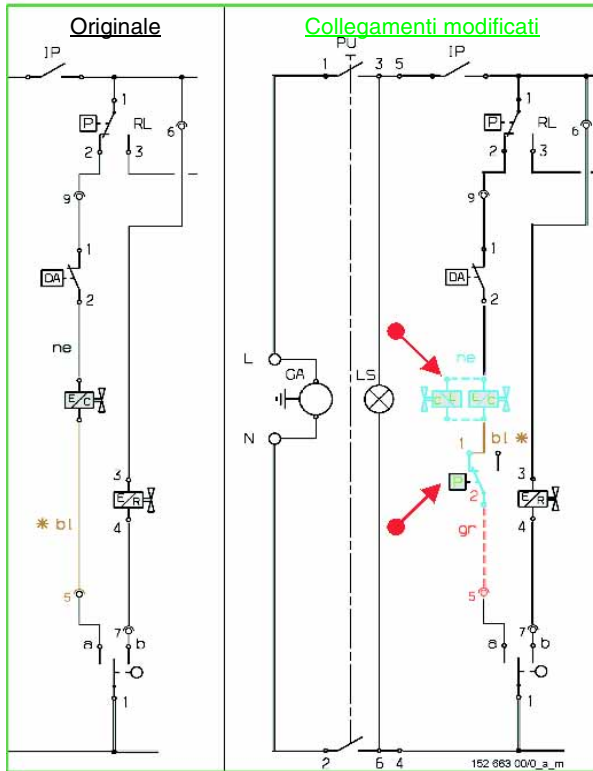 Originale
IP
1
P
RL
2
3
6
9
1
DA
2
ne
E/C
3
E/R
4
* bl
5
7
a
b
1
Collegamenti modificati
PU
IP
1
3
5
1
P
RL
2
3
6
9
1
DA
2
ne
L
GA
LS
N
1
bl *
P
2
3
E/R
4
gr
5
7
a
b
1
2
6
4
152 663 00/0_a_m